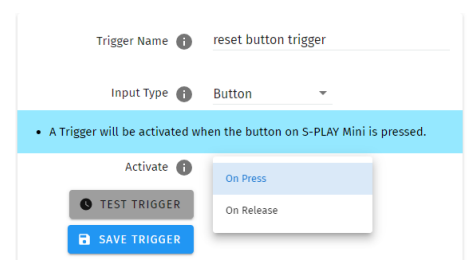 Trigger Name i reset button trigger
Input Type i Button
• A Trigger will be activated when the button on S-PLAY Mini is pressed.
Activate i
On Press
On Release
TEST TRIGGER
SAVE TRIGGER